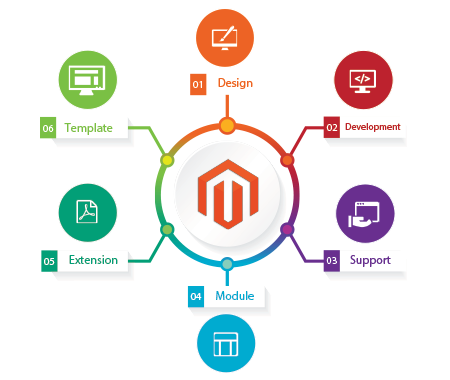 01 Design
02 Development
03 Support
04 Module
05 Extension
06 Template